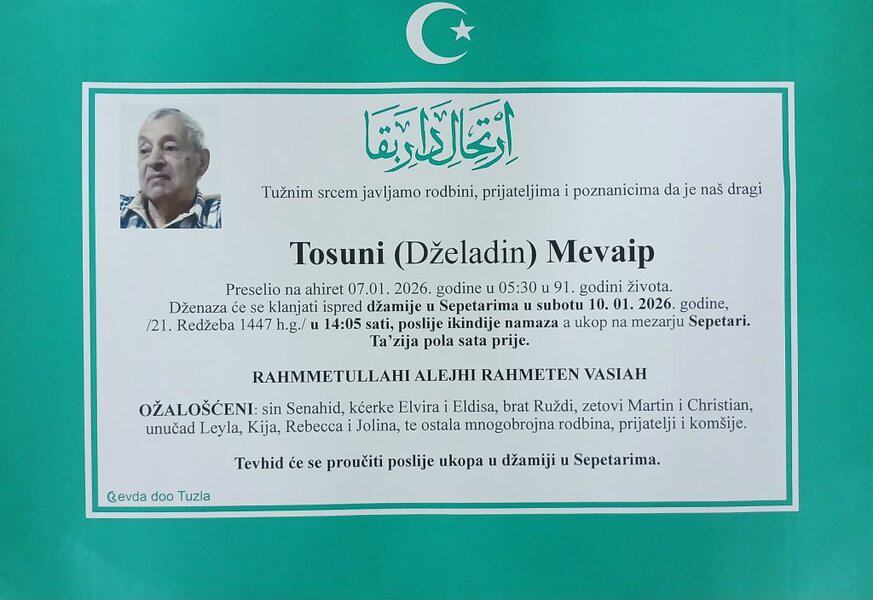 اِرْتِحَالِ دَارِ بَقَا
Tužnim srcem javljamo rodbini, prijateljima i poznanicima da je naš dragi
Tosuni (Dželadin) Mevaip
Preselio na ahiret 07.01. 2026. godine u 05:30 u 91. godini života.
Dženaza će se klanjati ispred džamije u Sepetarima u subotu 10. 01. 2026. godine,
/21. Redžeba 1447 h.g./ u 14:05 sati, poslije ikindije namaza a ukop na mezarju Sepetari.
Ta'zija pola sata prije.
RAHMMETULLAHI ALEJHI RAHMETEN VASIAH
OŽALOŠĆENI: sin Senahid, kćerke Elvira i Eldisa, brat Ruždi, zetovi Martin i Christian,
unučad Leyla, Kija, Rebecca i Jolina, te ostala mnogobrojna rodbina, prijatelji i komšije.
Tevhid će se proučiti poslije ukopa u džamiji u Sepetarima.
evda doo Tuzla